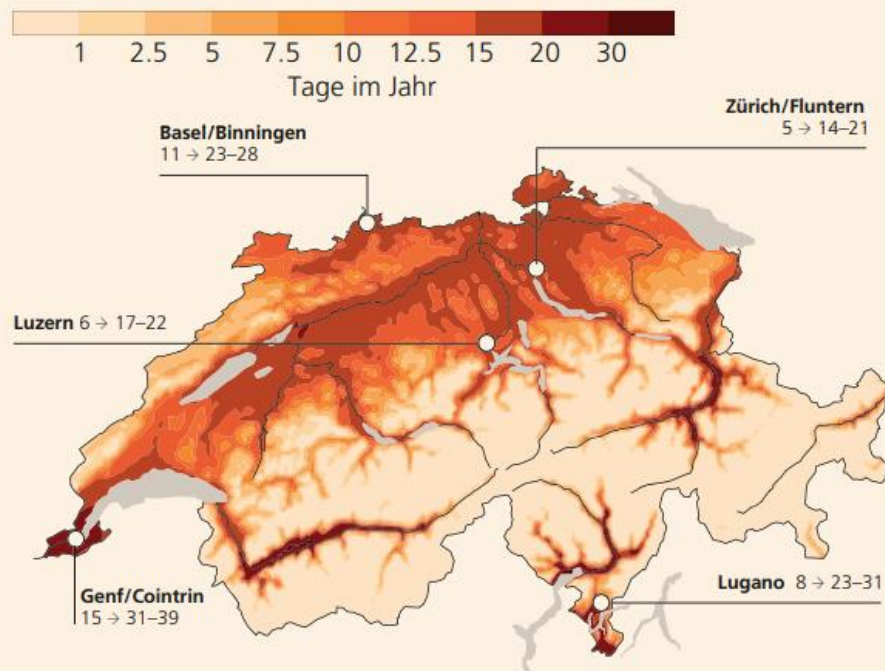 1 2.5 5 7.5 10 12.5 15 20 30
Tage im Jahr
Zürich/Fluntern
5 → 14–21
Basel/Binningen
11 → 23–28
Luzern 6 → 17–22
Genf/Cointrin
15 → 31–39
Lugano 8 → 23–31